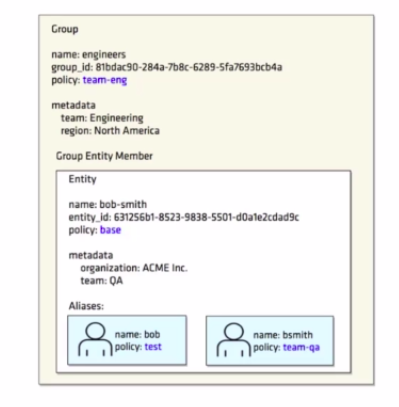 Group
name: engineers
group_id: 81bdac90-284a-7b8c-6289-5fa7693bcb4a
policy: team-eng
metadata
team: Engineering
region: North America
Group Entity Member
Entity
name: bob-smith
entity_id: 631256b1-8523-9838-5501-d0a1e2cdad9c
policy: base
metadata
organization: ACME Inc.
team: QA
Aliases:
name: bob
policy: test
name: bsmith
policy: team-qa